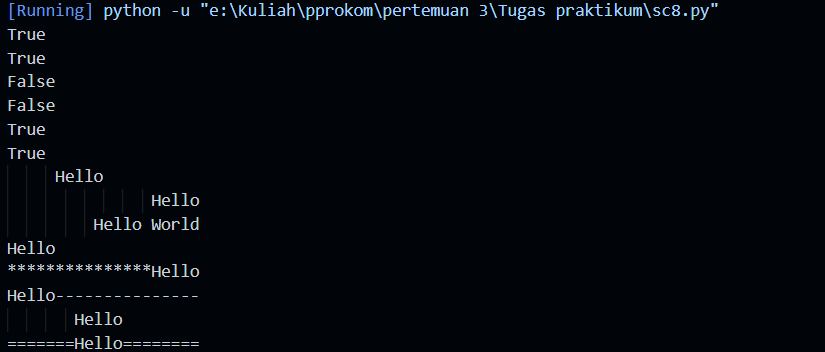 [Running] python -u "e:\Kuliah\pprokom\pertemuan 3\Tugas praktikum\sc8.py"
True
True
False
False
True
True
     Hello
               Hello
         Hello World
Hello
***************Hello
Hello---------------
       Hello
=======Hello========